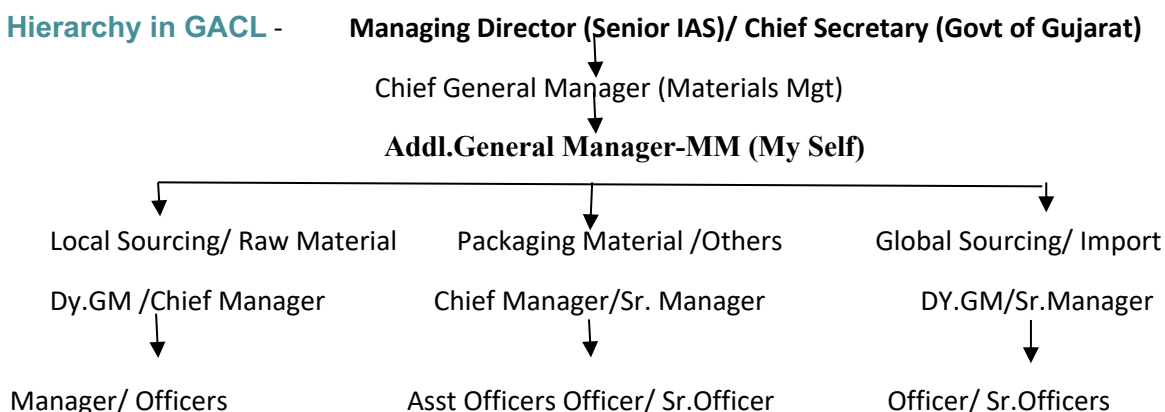 Hierarchy in GACL - Managing Director (Senior IAS)/ Chief Secretary (Govt of Gujarat)
Chief General Manager (Materials Mgt)
Addl.General Manager-MM (My Self)
Local Sourcing/ Raw Material Packaging Material /Others Global Sourcing/ Import
Dy.GM /Chief Manager Chief Manager/Sr. Manager DY.GM/Sr.Manager
Manager/ Officers Asst Officers Officer/ Sr.Officer Officer/ Sr.Officers